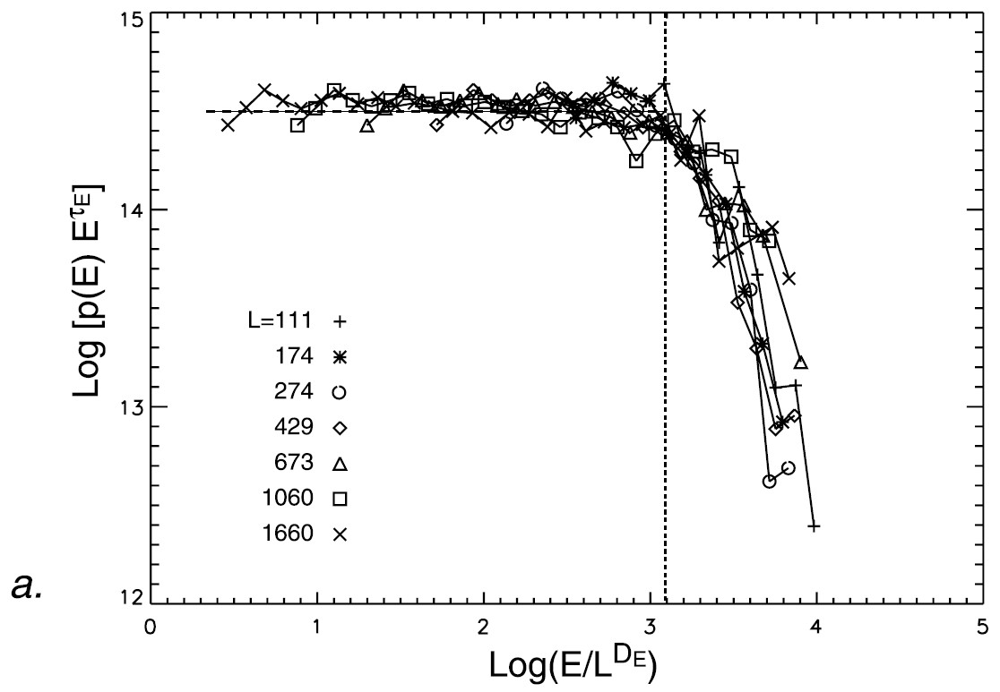 15
14
13
12
Log [p(E) E^τE]
L=111 +
174 ✳
274 ○
429 ◇
673 △
1060 □
1660 ×
a.
0 1 2 3 4 5
Log(E/L^DE)